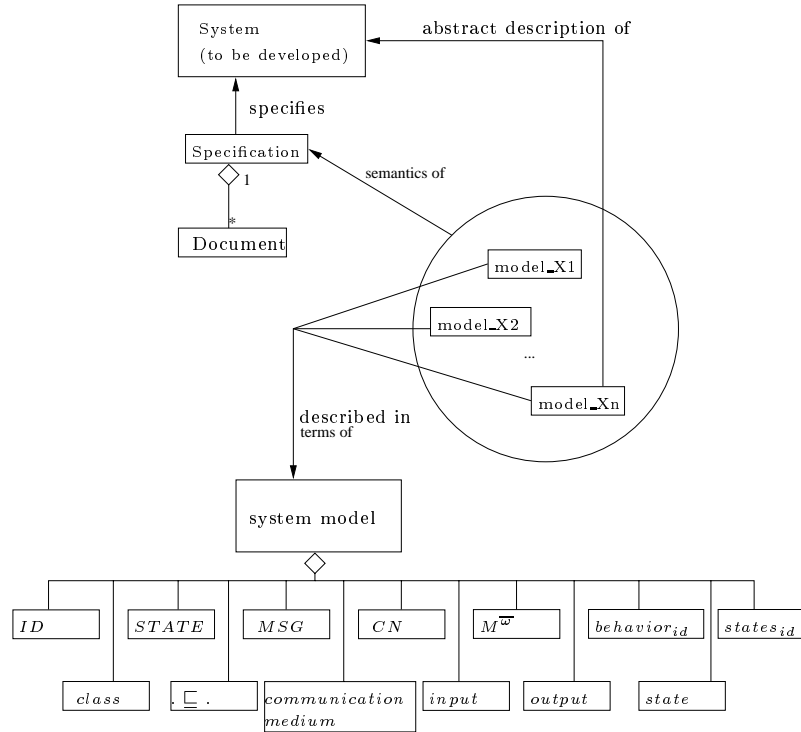 System
(to be developed)
abstract description of
specifies
Specification
1
*
Document
semantics of
model_X1
model_X2
...
model_Xn
described in
terms of
system model
ID
STATE
MSG
CN
M^ω̅
behavior_id
states_id
class
. ⊑ .
communication
medium
input
output
state